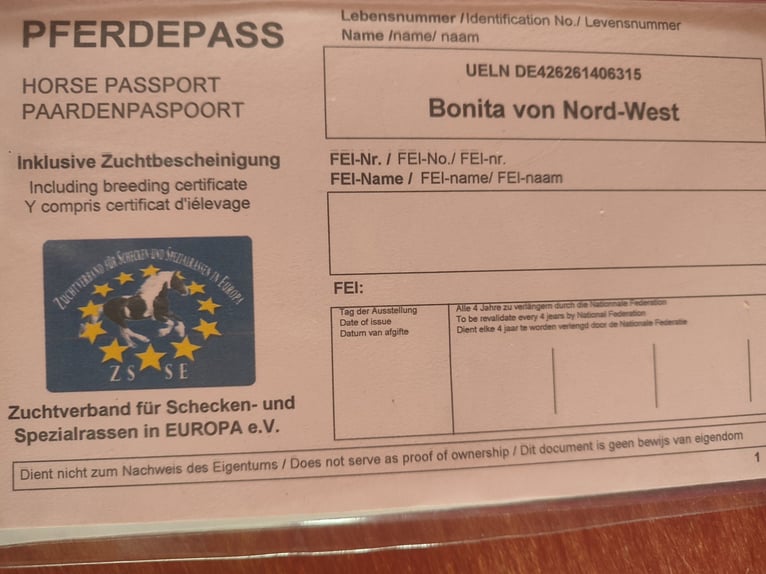 PFERDEPASS
HORSE PASSPORT
PAARDENPASPOORT
Inklusive Zuchtbescheinigung
Including breeding certificate
Y compris certificat d'iélevage
ZUCHTVERBAND FÜR SCHECKEN UND SPEZIALRASSEN IN EUROPA
ZS SE
Zuchtverband für Schecken- und
Spezialrassen in EUROPA e.V.
Lebensnummer /Identification No./ Levensnummer
Name /name/ naam
UELN DE426261406315
Bonita von Nord-West
FEI-Nr. / FEI-No./ FEI-nr.
FEI-Name / FEI-name/ FEI-naam
FEI:
Tag der Ausstellung
Date of issue
Datum van afgifte
Alle 4 Jahre zu verlängern durch die Nationnale Federation
To be revalidate every 4 jears by National Federation
Dient elke 4 jaar te worden verlengd door de Nationale Federatie
Dient nicht zum Nachweis des Eigentums / Does not serve as proof of ownership / Dit document is geen bewijs van eigendom
1